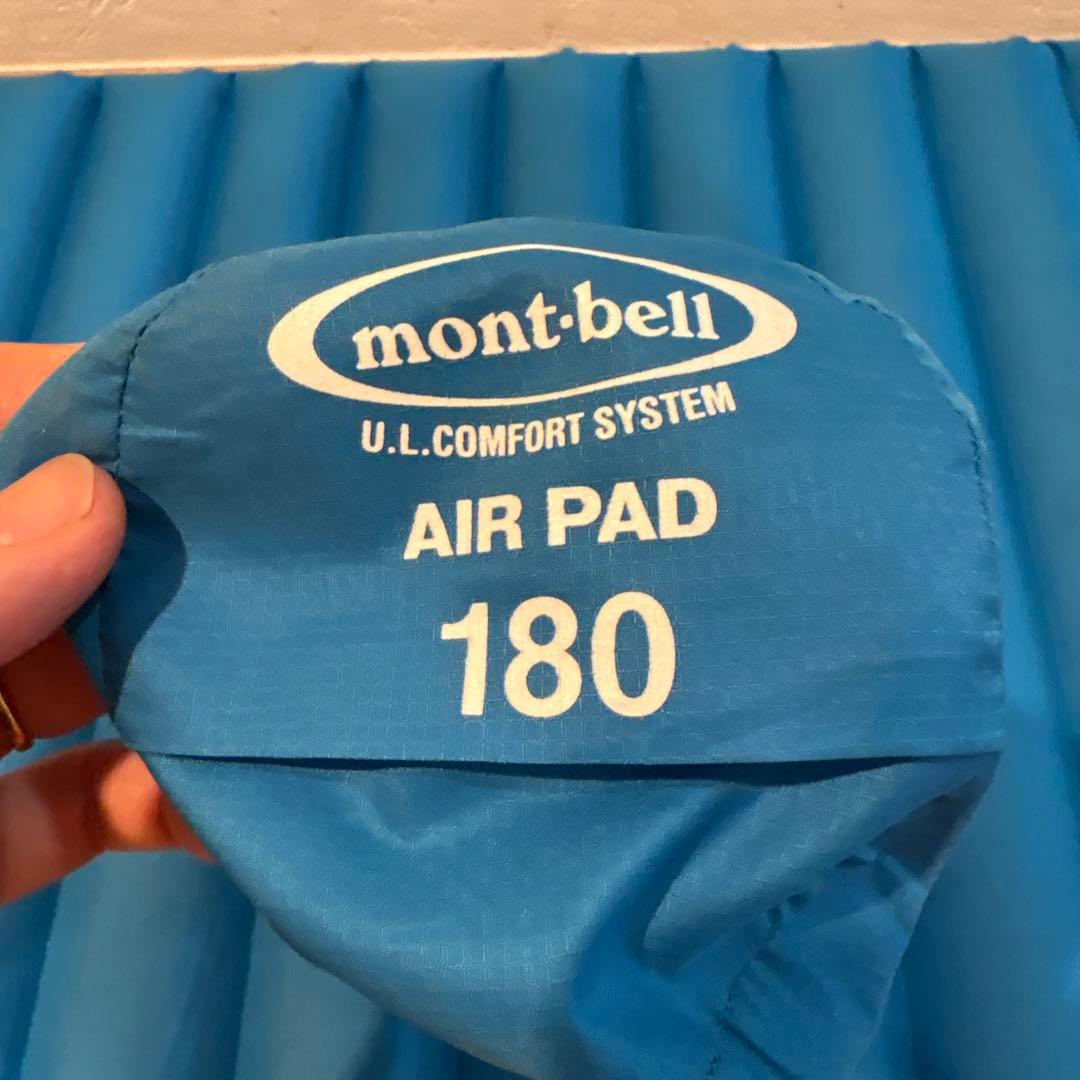 mont-bell
U.L.COMFORT SYSTEM
AIR PAD
180